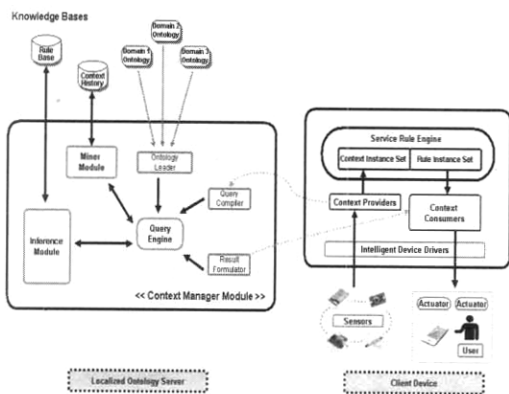 Knowledge Bases
Rule
Base
Context
History
Domain 1
Ontology
Domain 2
Ontology
Domain 3
Ontology
Miner
Module
Ontology
Leader
Query
Compiler
Query
Engine
Inference
Module
Result
Formulator
<< Context Manager Module >>
Localized Ontology Server
Service Rule Engine
Context Instance Set
Rule Instance Set
Context Providers
Context
Consumers
Intelligent Device Drivers
Sensors
Actuator
Actuator
User
Client Device